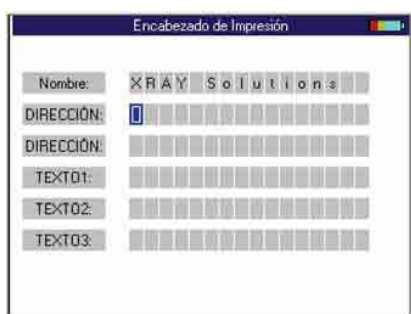 Encabezado de Impresión
Nombre: XRAY Solutions
DIRECCIÓN:
DIRECCIÓN:
TEXTO1:
TEXTO2:
TEXTO3: